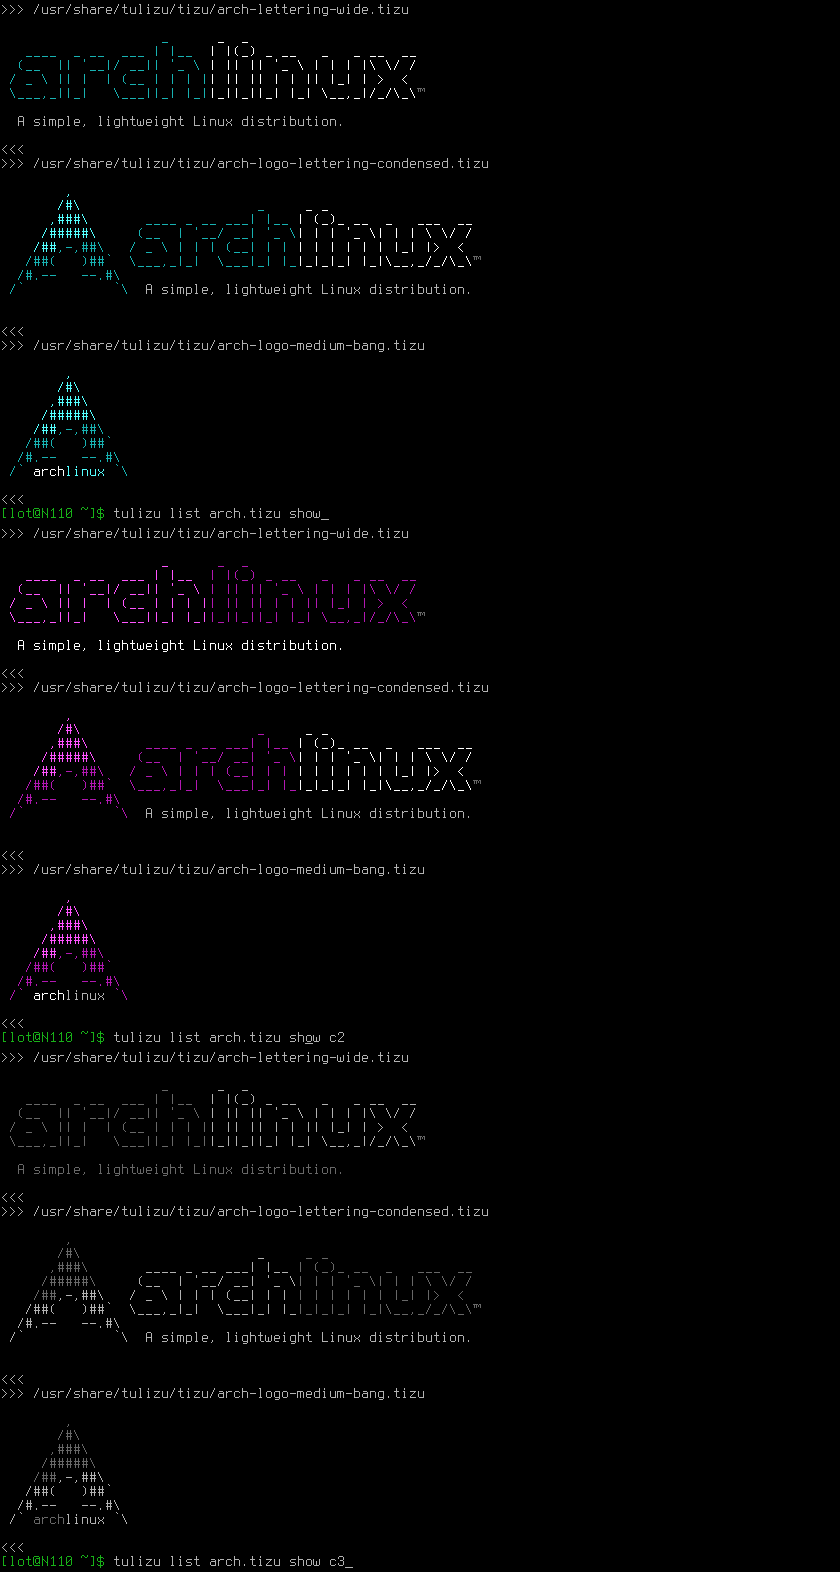 >>> /usr/share/tulizu/tizu/arch-lettering-wide.tizu
archlinux™
A simple, lightweight Linux distribution.
<<<
>>> /usr/share/tulizu/tizu/arch-logo-lettering-condensed.tizu
archlinux™
A simple, lightweight Linux distribution.
<<<
>>> /usr/share/tulizu/tizu/arch-logo-medium-bang.tizu
archlinux
<<<
[lot@N110 ~]$ tulizu list arch.tizu show_
>>> /usr/share/tulizu/tizu/arch-lettering-wide.tizu
archlinux™
A simple, lightweight Linux distribution.
<<<
>>> /usr/share/tulizu/tizu/arch-logo-lettering-condensed.tizu
archlinux™
A simple, lightweight Linux distribution.
<<<
>>> /usr/share/tulizu/tizu/arch-logo-medium-bang.tizu
archlinux
<<<
[lot@N110 ~]$ tulizu list arch.tizu show c2
>>> /usr/share/tulizu/tizu/arch-lettering-wide.tizu
archlinux™
A simple, lightweight Linux distribution.
<<<
>>> /usr/share/tulizu/tizu/arch-logo-lettering-condensed.tizu
archlinux™
A simple, lightweight Linux distribution.
<<<
>>> /usr/share/tulizu/tizu/arch-logo-medium-bang.tizu
archlinux
<<<
[lot@N110 ~]$ tulizu list arch.tizu show c3_